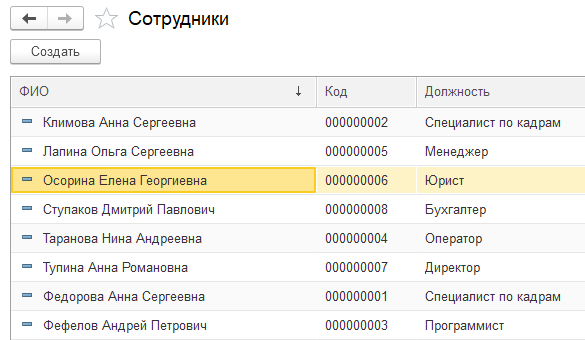 Сотрудники
Создать
ФИО Код Должность
Климова Анна Сергеевна 000000002 Специалист по кадрам
Лапина Ольга Сергеевна 000000005 Менеджер
Осорина Елена Георгиевна 000000006 Юрист
Ступаков Дмитрий Павлович 000000008 Бухгалтер
Таранова Нина Андреевна 000000004 Оператор
Тупина Анна Романовна 000000007 Директор
Федорова Анна Сергеевна 000000001 Специалист по кадрам
Фефелов Андрей Петрович 000000003 Программист